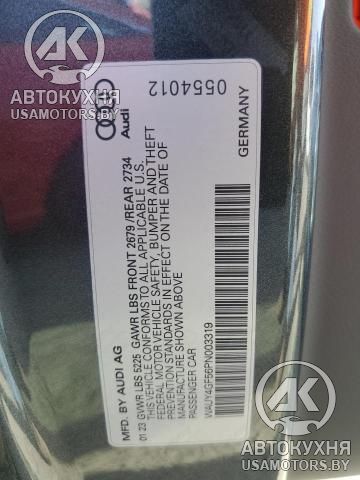 АВТОКУХНЯ
USAMOTORS.BY
Audi
0554012
GERMANY
MFD. BY AUDI AG
01.23 GVWR LBS 5225 GAWR LBS FRONT 2679 / REAR 2734
THIS VEHICLE CONFORMS TO ALL APPLICABLE U.S.
FEDERAL MOTOR VEHICLE SAFETY, BUMPER AND THEFT
PREVENTION STANDARDS IN EFFECT ON THE DATE OF
MANUFACTURE SHOWN ABOVE
PASSENGER CAR
WAUY4GF56PN003319
АВТОКУХНЯ
USAMOTORS.BY